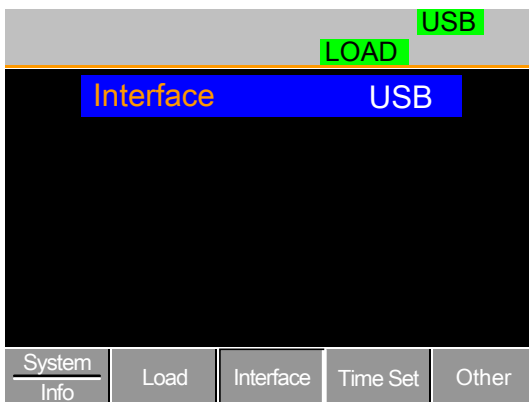 USB
LOAD
Interface USB
System
Info
Load
Interface
Time Set
Other